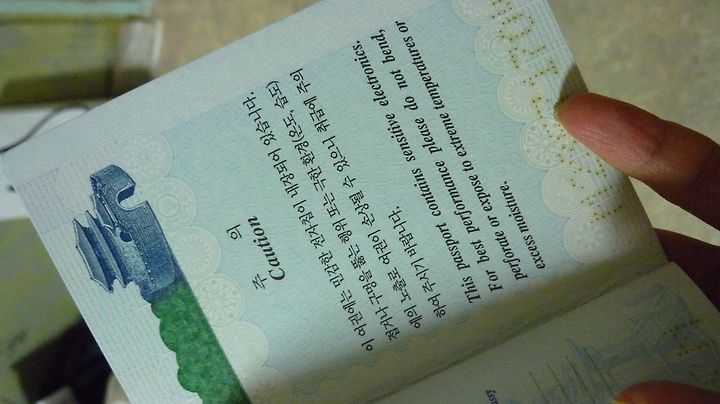 주 의
Caution
이 여권에는 민감한 전자칩이 내장되어 있습니다.
접거나 구멍을 뚫는 행위 또는 극한 환경(온도, 습도)
에의 노출로 여권이 손상될 수 있으니 취급에 주의
하여 주시기 바랍니다.
This passport contains sensitive electronics.
For best performance please do not bend,
perforate or expose to extreme temperatures or
excess moisture.